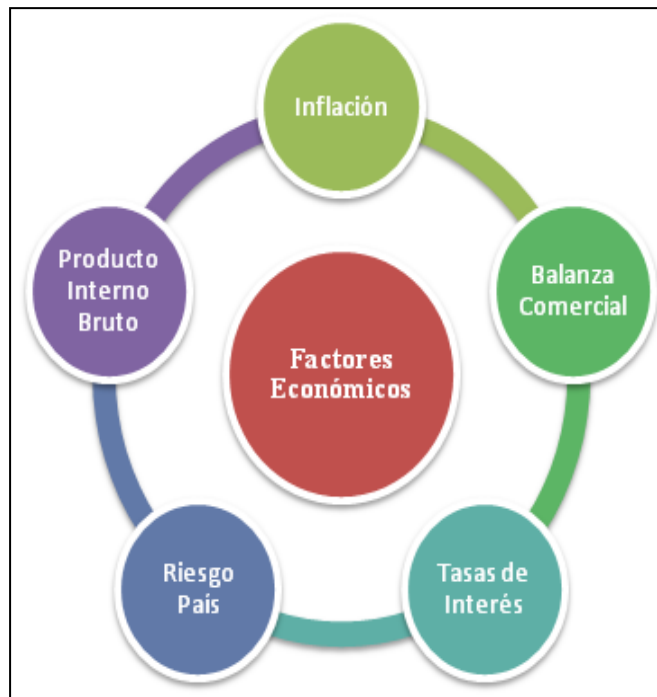 Inflación
Balanza
Comercial
Tasas de
Interés
Riesgo
País
Producto
Interno
Bruto
Factores
Económicos